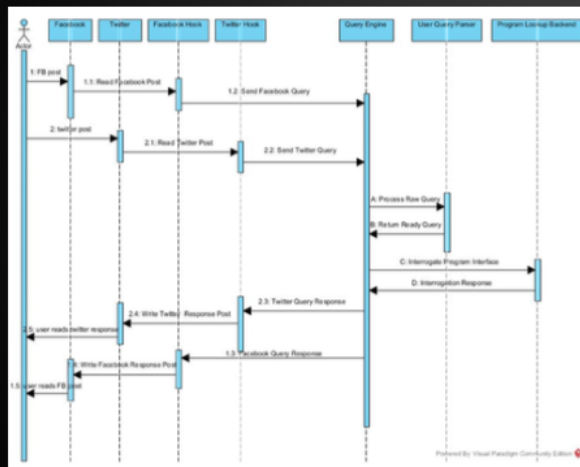 Facebook Twitter Facebook Hook Twitter Hook Query Engine User Query Parser Program Lookup Backend
Actor
1: FB post
1.1: Read Facebook Post
1.2: Send Facebook Query
2: twitter post
2.1: Read Twitter Post
2.2: Send Twitter Query
A: Process Raw Query
B: Return Ready Query
C: Interrogate Program Interface
D: Interrogation Response
2.3: Twitter Query Response
2.4: Write Twitter Response Post
2.5: user reads twitter response
1.3: Facebook Query Response
1.4: Write Facebook Response Post
1.5: user reads FB post
Powered By Visual Paradigm Community Edition